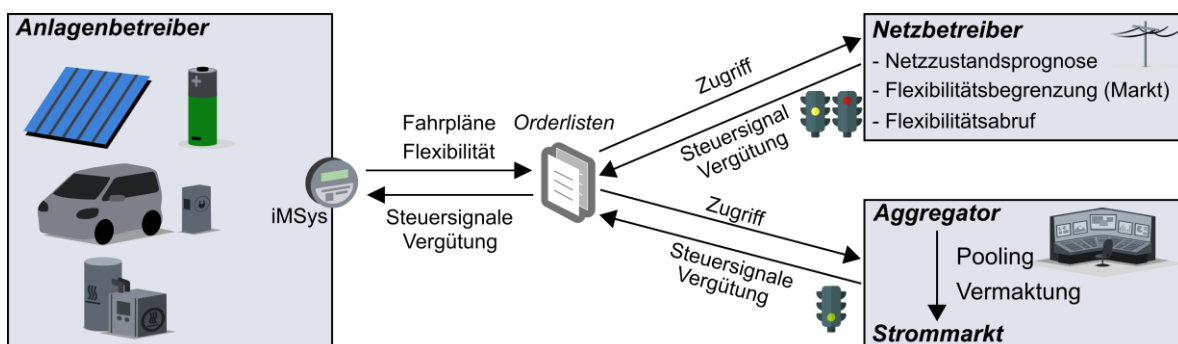 Anlagenbetreiber
iMSys
Fahrpläne
Flexibilität
Steuersignale
Vergütung
Orderlisten
Zugriff
Steuersignal
Vergütung
Zugriff
Steuersignale
Vergütung
Netzbetreiber
- Netzzustandsprognose
- Flexibilitätsbegrenzung (Markt)
- Flexibilitätsabruf
Aggregator
Pooling
Vermaktung
Strommarkt